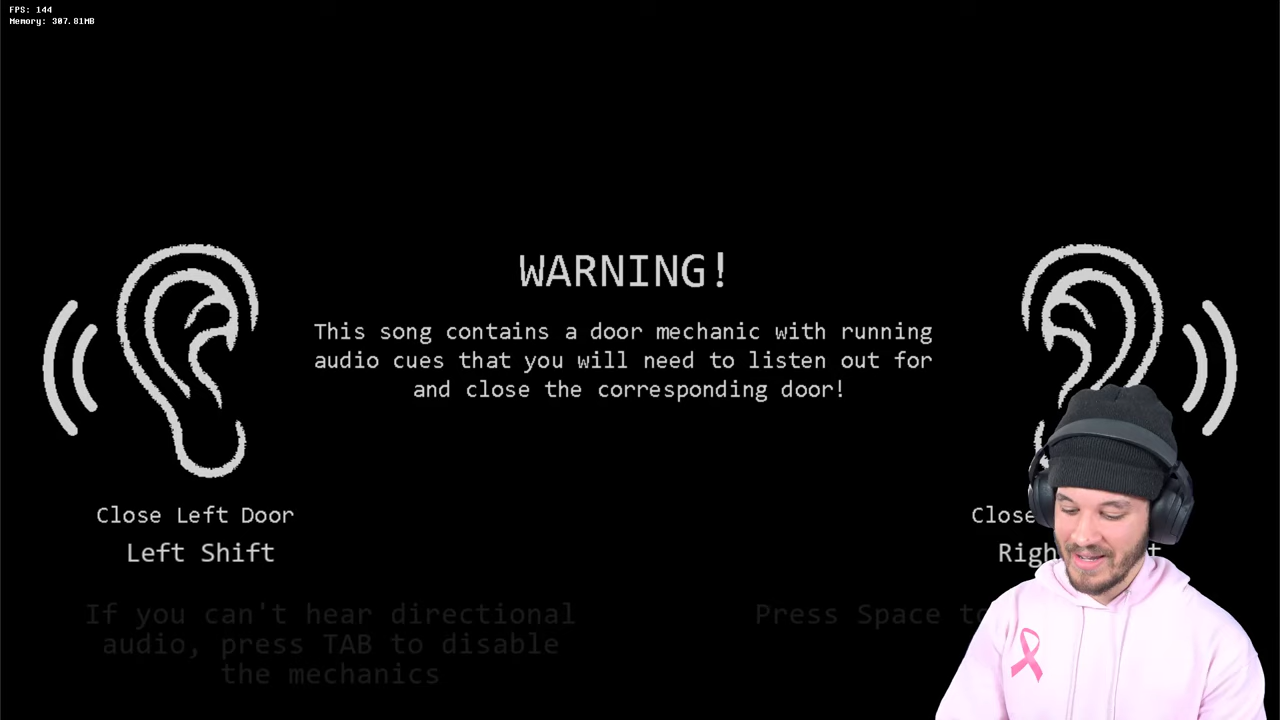 FPS: 144
Memory: 307.81MB
WARNING!
This song contains a door mechanic with running
audio cues that you will need to listen out for
and close the corresponding door!
Close Left Door
Left Shift
Close
If you can't hear directional
audio, press TAB to disable
the mechanics
Press Space to